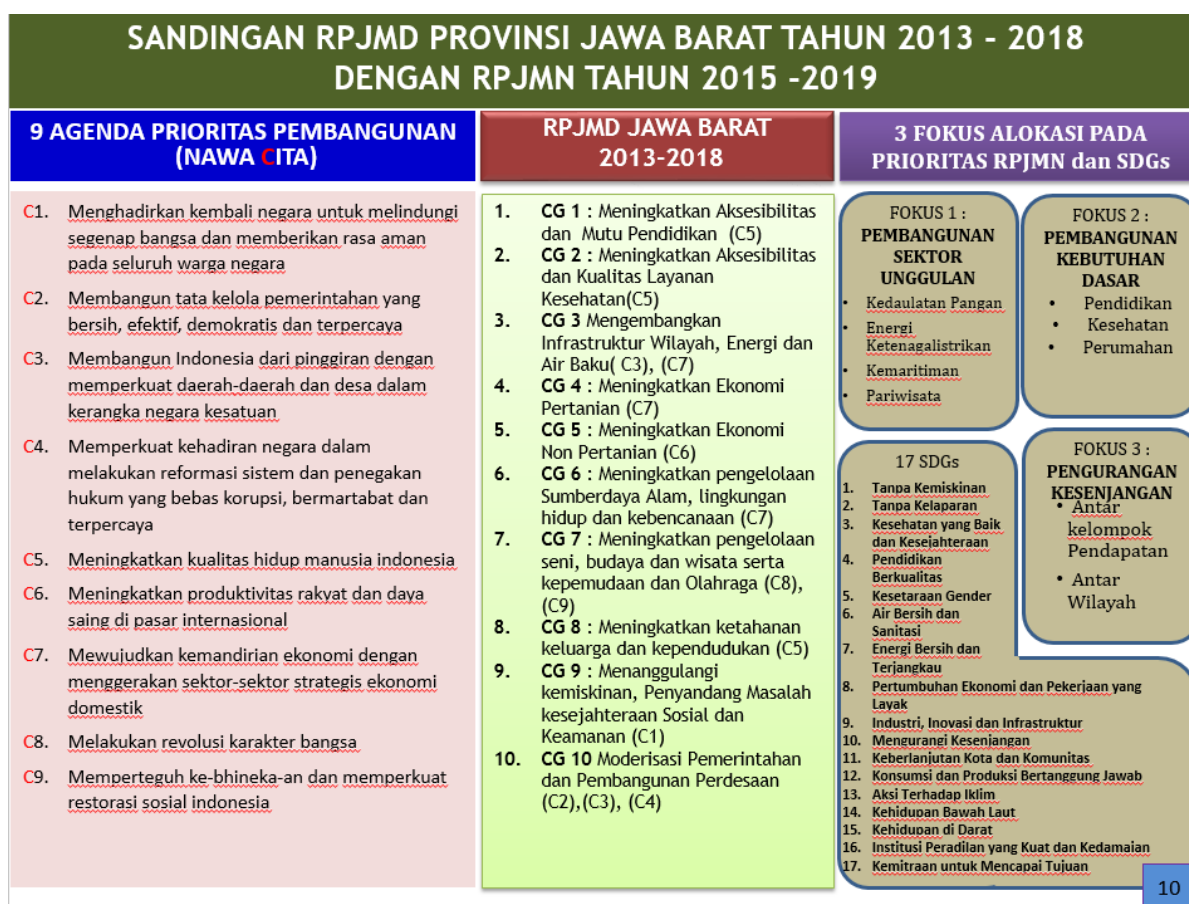 SANDINGAN RPJMD PROVINSI JAWA BARAT TAHUN 2013 - 2018
DENGAN RPJMN TAHUN 2015 -2019
9 AGENDA PRIORITAS PEMBANGUNAN
(NAWA CITA)
C1. Menghadirkan kembali negara untuk melindungi
segenap bangsa dan memberikan rasa aman
pada seluruh warga negara
C2. Membangun tata kelola pemerintahan yang
bersih, efektif, demokratis dan terpercaya
C3. Membangun Indonesia dari pinggiran dengan
memperkuat daerah-daerah dan desa dalam
kerangka negara kesatuan
C4. Memperkuat kehadiran negara dalam
melakukan reformasi sistem dan penegakan
hukum yang bebas korupsi, bermartabat dan
terpercaya
C5. Meningkatkan kualitas hidup manusia indonesia
C6. Meningkatkan produktivitas rakyat dan daya
saing di pasar internasional
C7. Mewujudkan kemandirian ekonomi dengan
menggerakan sektor-sektor strategis ekonomi
domestik
C8. Melakukan revolusi karakter bangsa
C9. Memperteguh ke-bhineka-an dan memperkuat
restorasi sosial indonesia
RPJMD JAWA BARAT
2013-2018
1. CG 1 : Meningkatkan Aksesibilitas
dan Mutu Pendidikan (C5)
2. CG 2 : Meningkatkan Aksesibilitas
dan Kualitas Layanan
Kesehatan(C5)
3. CG 3 Mengembangkan
Infrastruktur Wilayah, Energi dan
Air Baku( C3), (C7)
4. CG 4 : Meningkatkan Ekonomi
Pertanian (C7)
5. CG 5 : Meningkatkan Ekonomi
Non Pertanian (C6)
6. CG 6 : Meningkatkan pengelolaan
Sumberdaya Alam, lingkungan
hidup dan kebencanaan (C7)
7. CG 7 : Meningkatkan pengelolaan
seni, budaya dan wisata serta
kepemudaan dan Olahraga (C8),
(C9)
8. CG 8 : Meningkatkan ketahanan
keluarga dan kependudukan (C5)
9. CG 9 : Menanggulangi
kemiskinan, Penyandang Masalah
kesejahteraan Sosial dan
Keamanan (C1)
10. CG 10 Moderisasi Pemerintahan
dan Pembangunan Perdesaan
(C2),(C3), (C4)
3 FOKUS ALOKASI PADA
PRIORITAS RPJMN dan SDGs
FOKUS 1 :
PEMBANGUNAN
SEKTOR
UNGGULAN
• Kedaulatan Pangan
• Energi
Ketenagalistrikan
• Kemaritiman
• Pariwisata
FOKUS 2 :
PEMBANGUNAN
KEBUTUHAN
DASAR
• Pendidikan
• Kesehatan
• Perumahan
FOKUS 3 :
PENGURANGAN
KESENJANGAN
• Antar
kelompok
Pendapatan
• Antar
Wilayah
17 SDGs
1. Tanpa Kemiskinan
2. Tanpa Kelaparan
3. Kesehatan yang Baik
dan Kesejahteraan
4. Pendidikan
Berkualitas
5. Kesetaraan Gender
6. Air Bersih dan
Sanitasi
7. Energi Bersih dan
Terjangkau
8. Pertumbuhan Ekonomi dan Pekerjaan yang
Layak
9. Industri, Inovasi dan Infrastruktur
10. Mengurangi Kesenjangan
11. Keberlanjutan Kota dan Komunitas
12. Konsumsi dan Produksi Bertanggung Jawab
13. Aksi Terhadap Iklim
14. Kehidupan Bawah Laut
15. Kehidupan di Darat
16. Institusi Peradilan yang Kuat dan Kedamaian
17. Kemitraan untuk Mencapai Tujuan
10